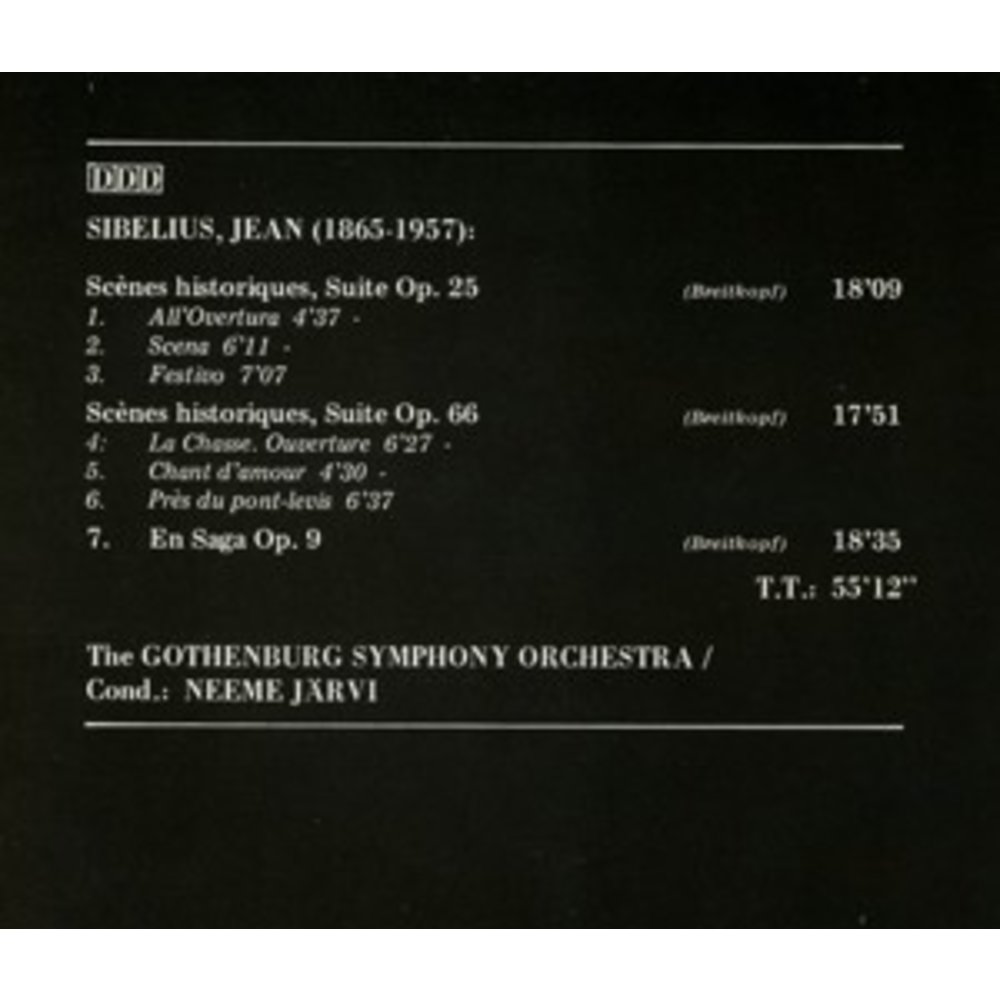 DDD
SIBELIUS, JEAN (1865-1957):
Scènes historiques, Suite Op. 25 (Breitkopf) 18'09
1. All'Overtura 4'37 -
2. Scena 6'11 -
3. Festivo 7'07
Scènes historiques, Suite Op. 66 (Breitkopf) 17'51
4: La Chasse. Ouverture 6'27 -
5. Chant d'amour 4'30 -
6. Près du pont-levis 6'37
7. En Saga Op. 9 (Breitkopf) 18'35
T.T.: 55'12"
The GOTHENBURG SYMPHONY ORCHESTRA /
Cond.: NEEME JÄRVI